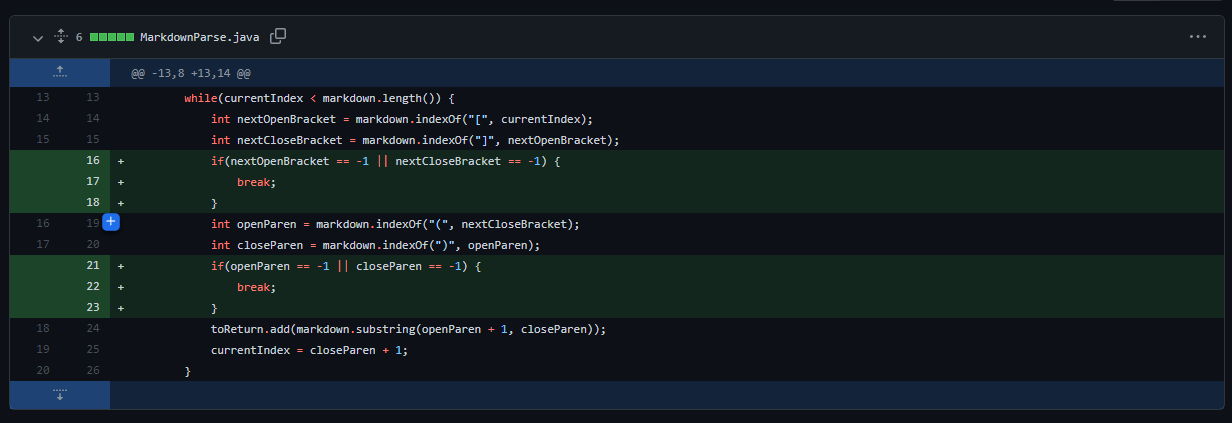 6 MarkdownParse.java
@@ -13,8 +13,14 @@
13 13 while(currentIndex < markdown.length()) {
14 14 int nextOpenBracket = markdown.indexOf("[", currentIndex);
15 15 int nextCloseBracket = markdown.indexOf("]", nextOpenBracket);
16 + if(nextOpenBracket == -1 || nextCloseBracket == -1) {
17 + break;
18 + }
16 19 int openParen = markdown.indexOf("(", nextCloseBracket);
17 20 int closeParen = markdown.indexOf(")", openParen);
21 + if(openParen == -1 || closeParen == -1) {
22 + break;
23 + }
18 24 toReturn.add(markdown.substring(openParen + 1, closeParen));
19 25 currentIndex = closeParen + 1;
20 26 }